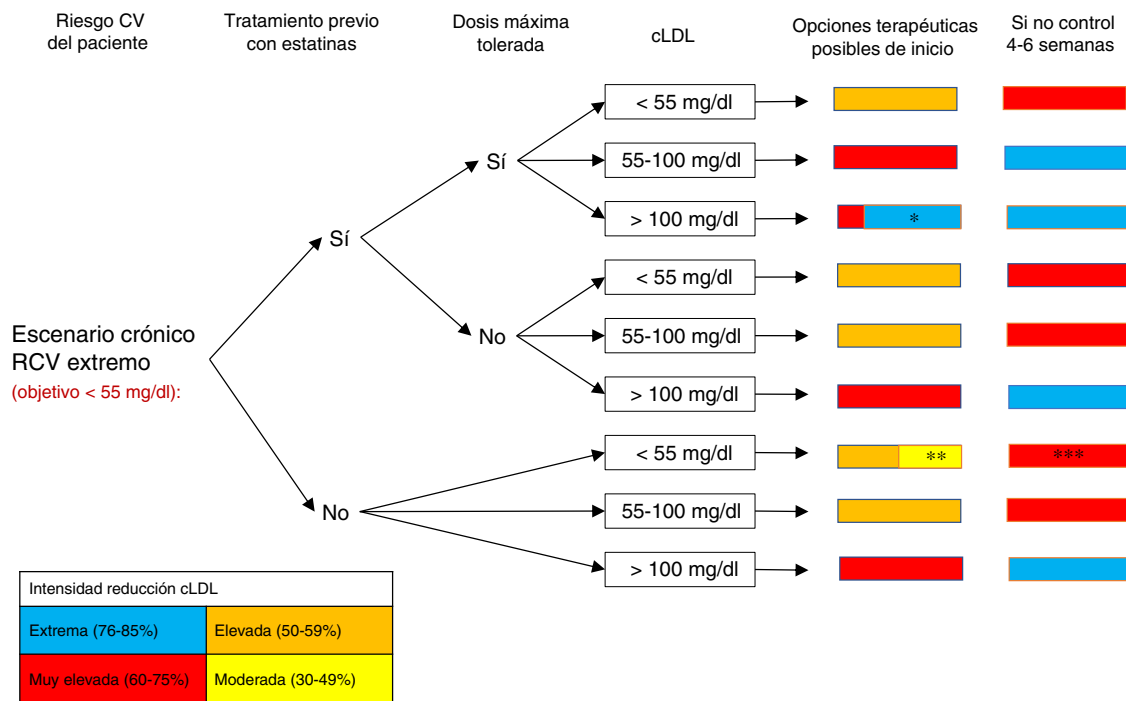 Riesgo CV
del paciente
Tratamiento previo
con estatinas
Dosis máxima
tolerada
cLDL
Opciones terapéuticas
posibles de inicio
Si no control
4-6 semanas
Escenario crónico
RCV extremo
(objetivo < 55 mg/dl):
Sí
No
Sí
No
< 55 mg/dl
55-100 mg/dl
> 100 mg/dl
*
< 55 mg/dl
55-100 mg/dl
> 100 mg/dl
< 55 mg/dl
**
***
55-100 mg/dl
> 100 mg/dl
Intensidad reducción cLDL
Extrema (76-85%)
Elevada (50-59%)
Muy elevada (60-75%)
Moderada (30-49%)